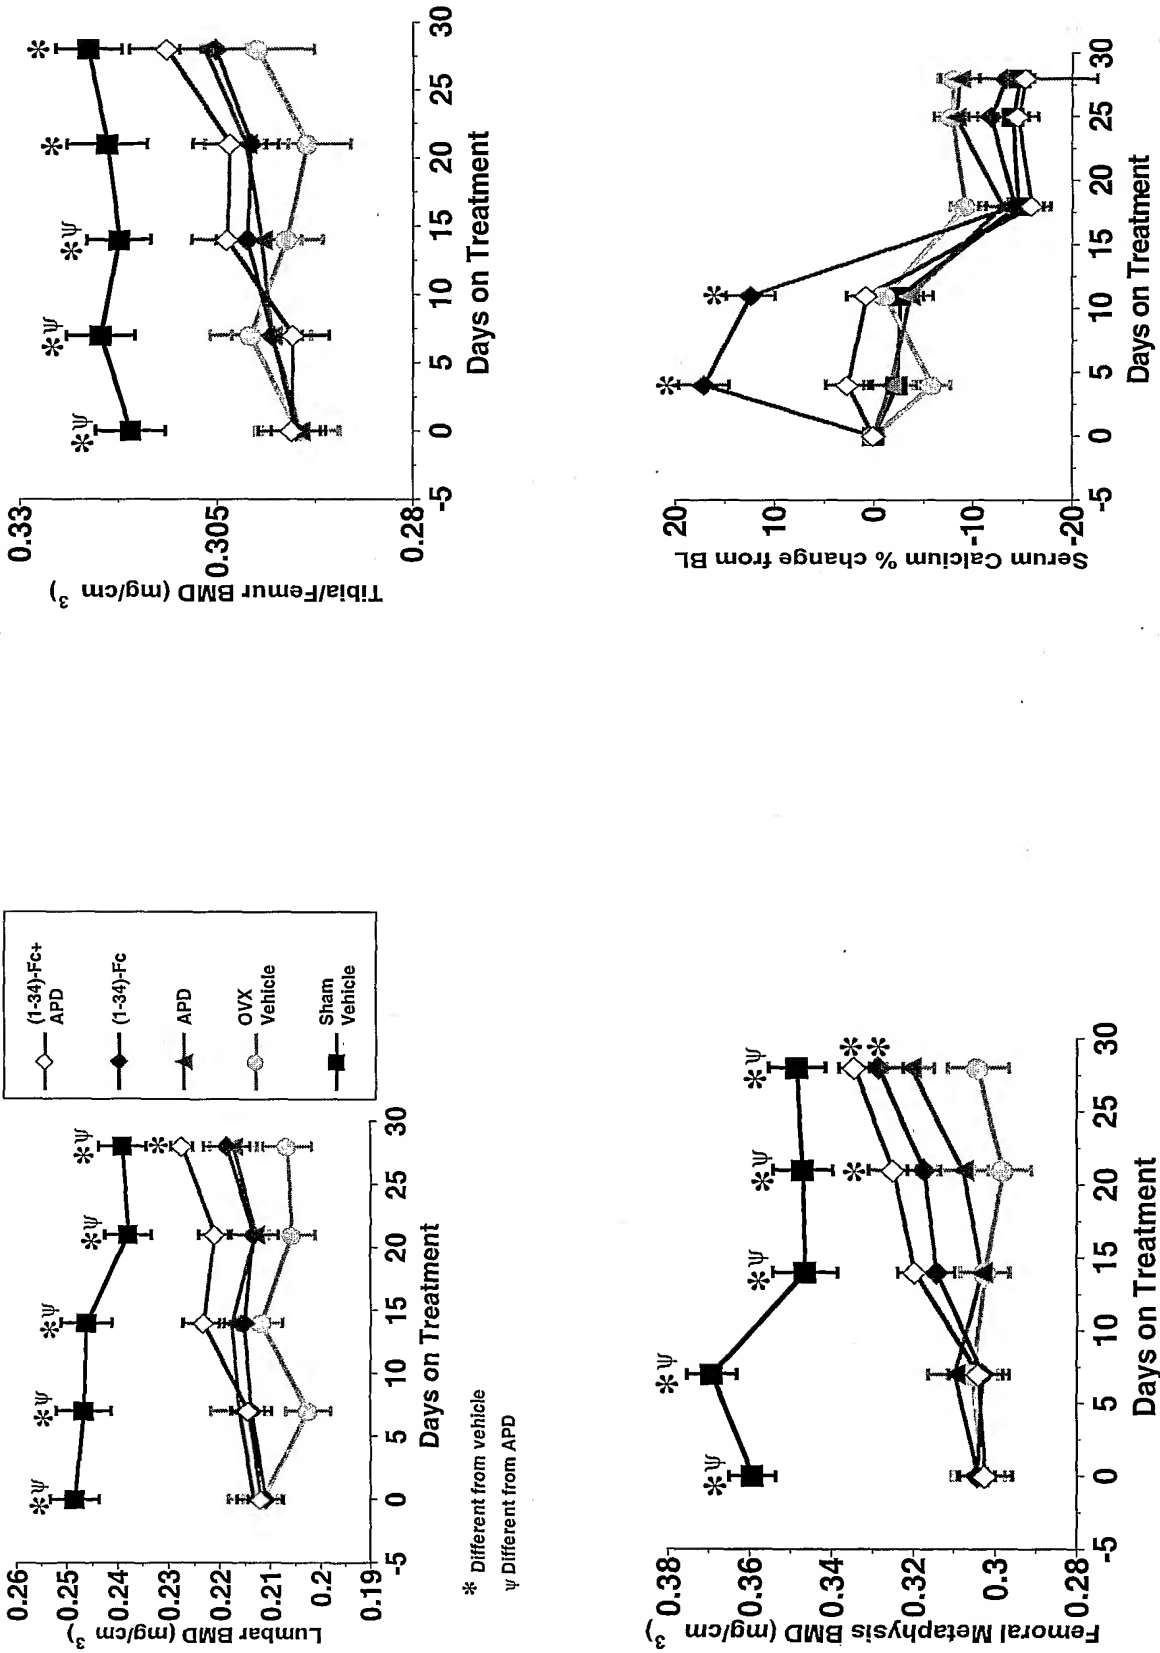 0.26
0.25
0.24
0.23
0.22
0.21
0.2
0.19
Lumbar BMD (mg/cm 3)
-5 0 5 10 15 20 25 30
Days on Treatment
*ψ *ψ *ψ *ψ *ψ
*
(1-34)-Fc+
APD
(1-34)-Fc
APD
OVX
Vehicle
Sham
Vehicle
* Different from vehicle
ψ Different from APD
0.33
0.305
0.28
Tibia/Femur BMD (mg/cm 3)
-5 0 5 10 15 20 25 30
Days on Treatment
*ψ *ψ *ψ * *
0.38
0.36
0.34
0.32
0.3
0.28
Femoral Metaphysis BMD (mg/cm 3)
-5 0 5 10 15 20 25 30
Days on Treatment
*ψ *ψ *ψ *ψ *ψ
* * *
20
10
0
-10
-20
Serum Calcium % change from BL
-5 0 5 10 15 20 25 30
Days on Treatment
* *